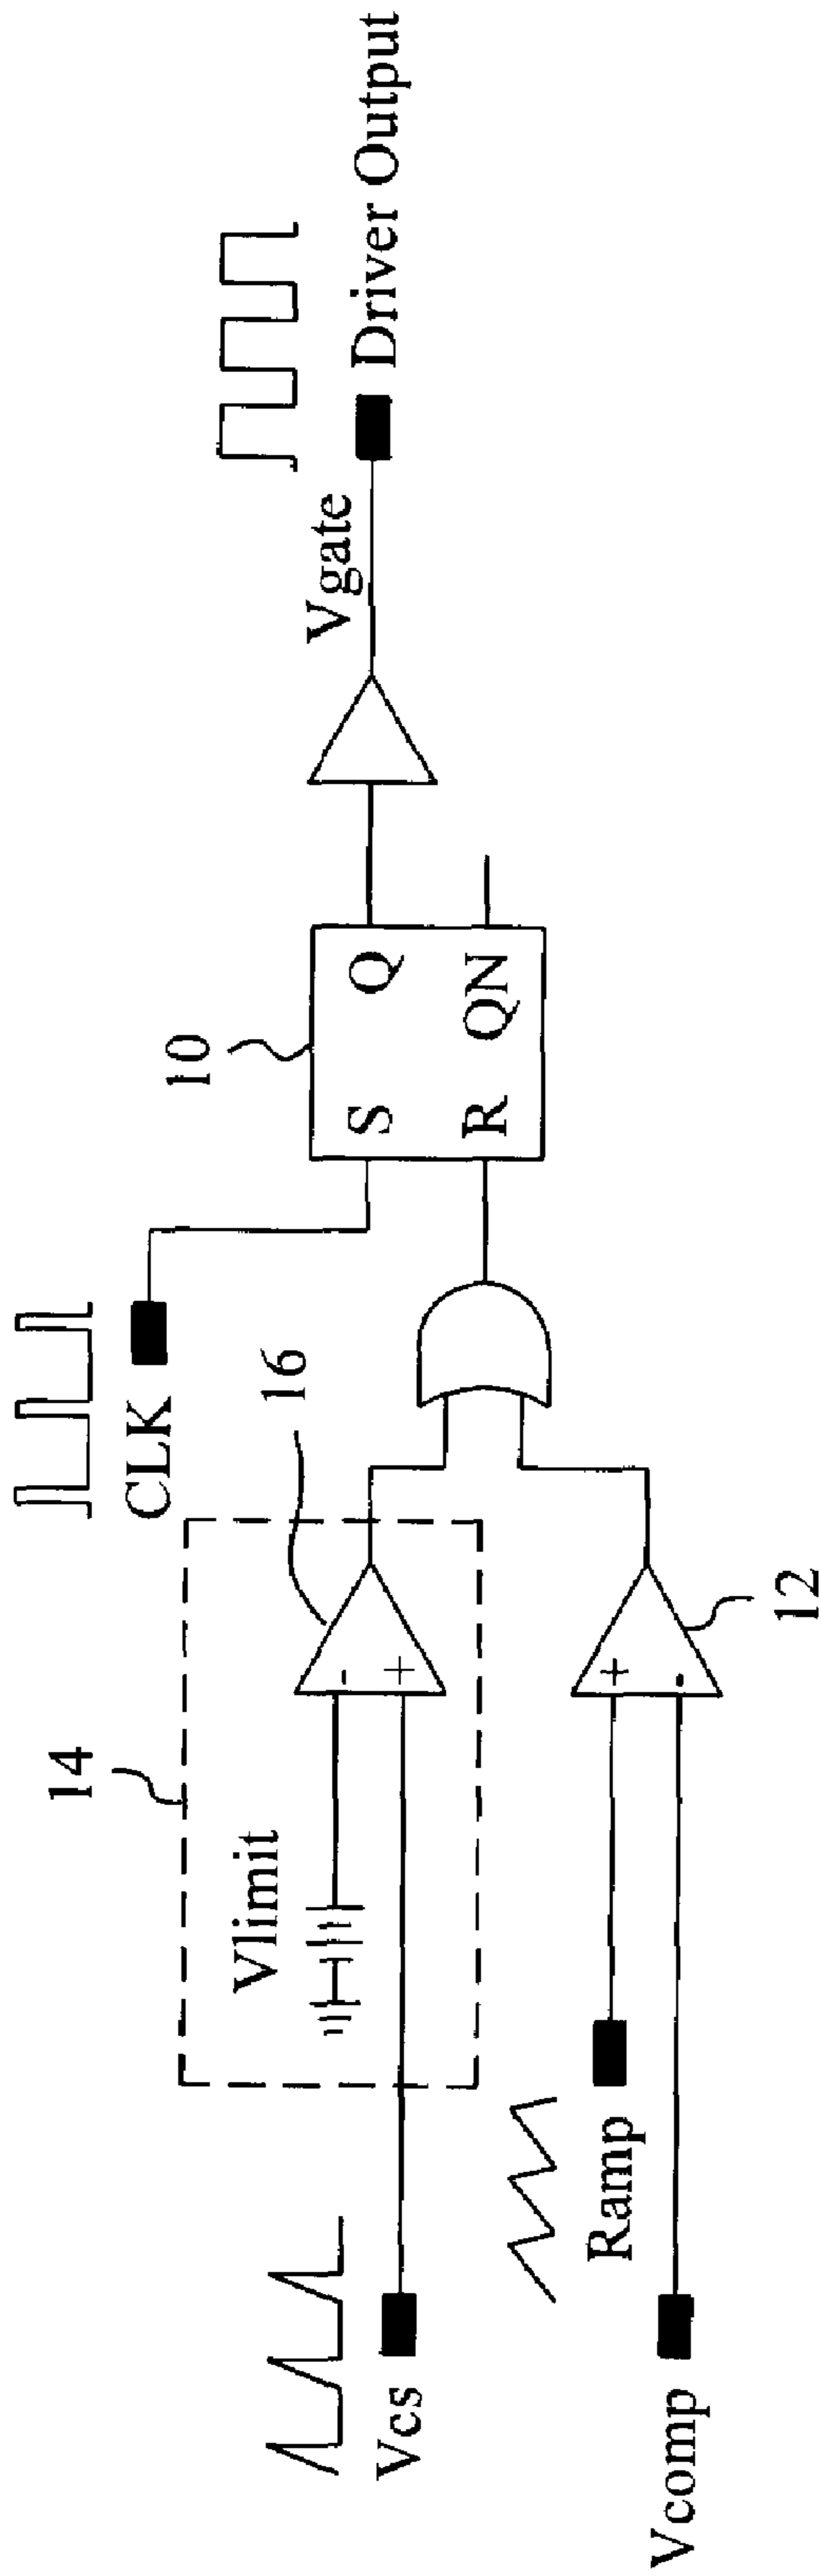 CLK
10
Driver Output
14
16
Vlimit
-
+
S
Q
Vgate
R
QN
Vcs
Ramp
+
-
12
Vcomp